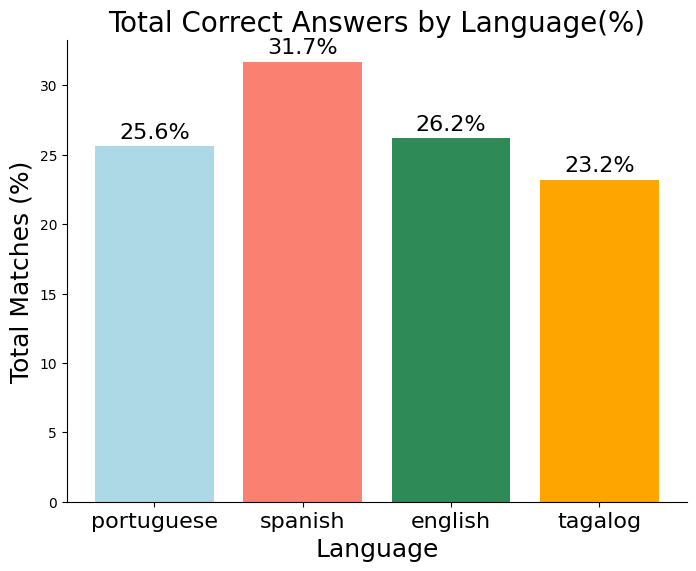 Total Correct Answers by Language(%)
31.7%
26.2%
25.6%
23.2%
Total Matches (%)
30
25
20
15
10
5
0
portuguese spanish english tagalog
Language